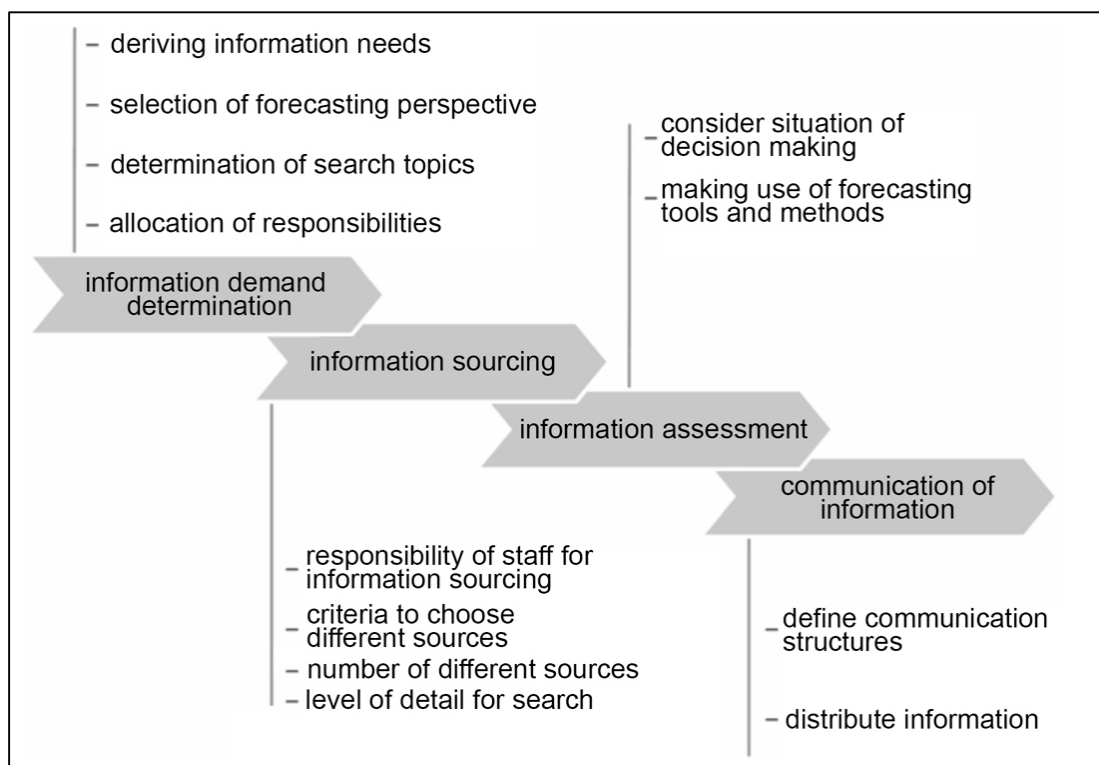 deriving information needs
selection of forecasting perspective
determination of search topics
allocation of responsibilities
consider situation of
decision making
making use of forecasting
tools and methods
information demand
determination
information sourcing
information assessment
communication of
information
responsibility of staff for
information sourcing
criteria to choose
different sources
number of different sources
level of detail for search
define communication
structures
distribute information